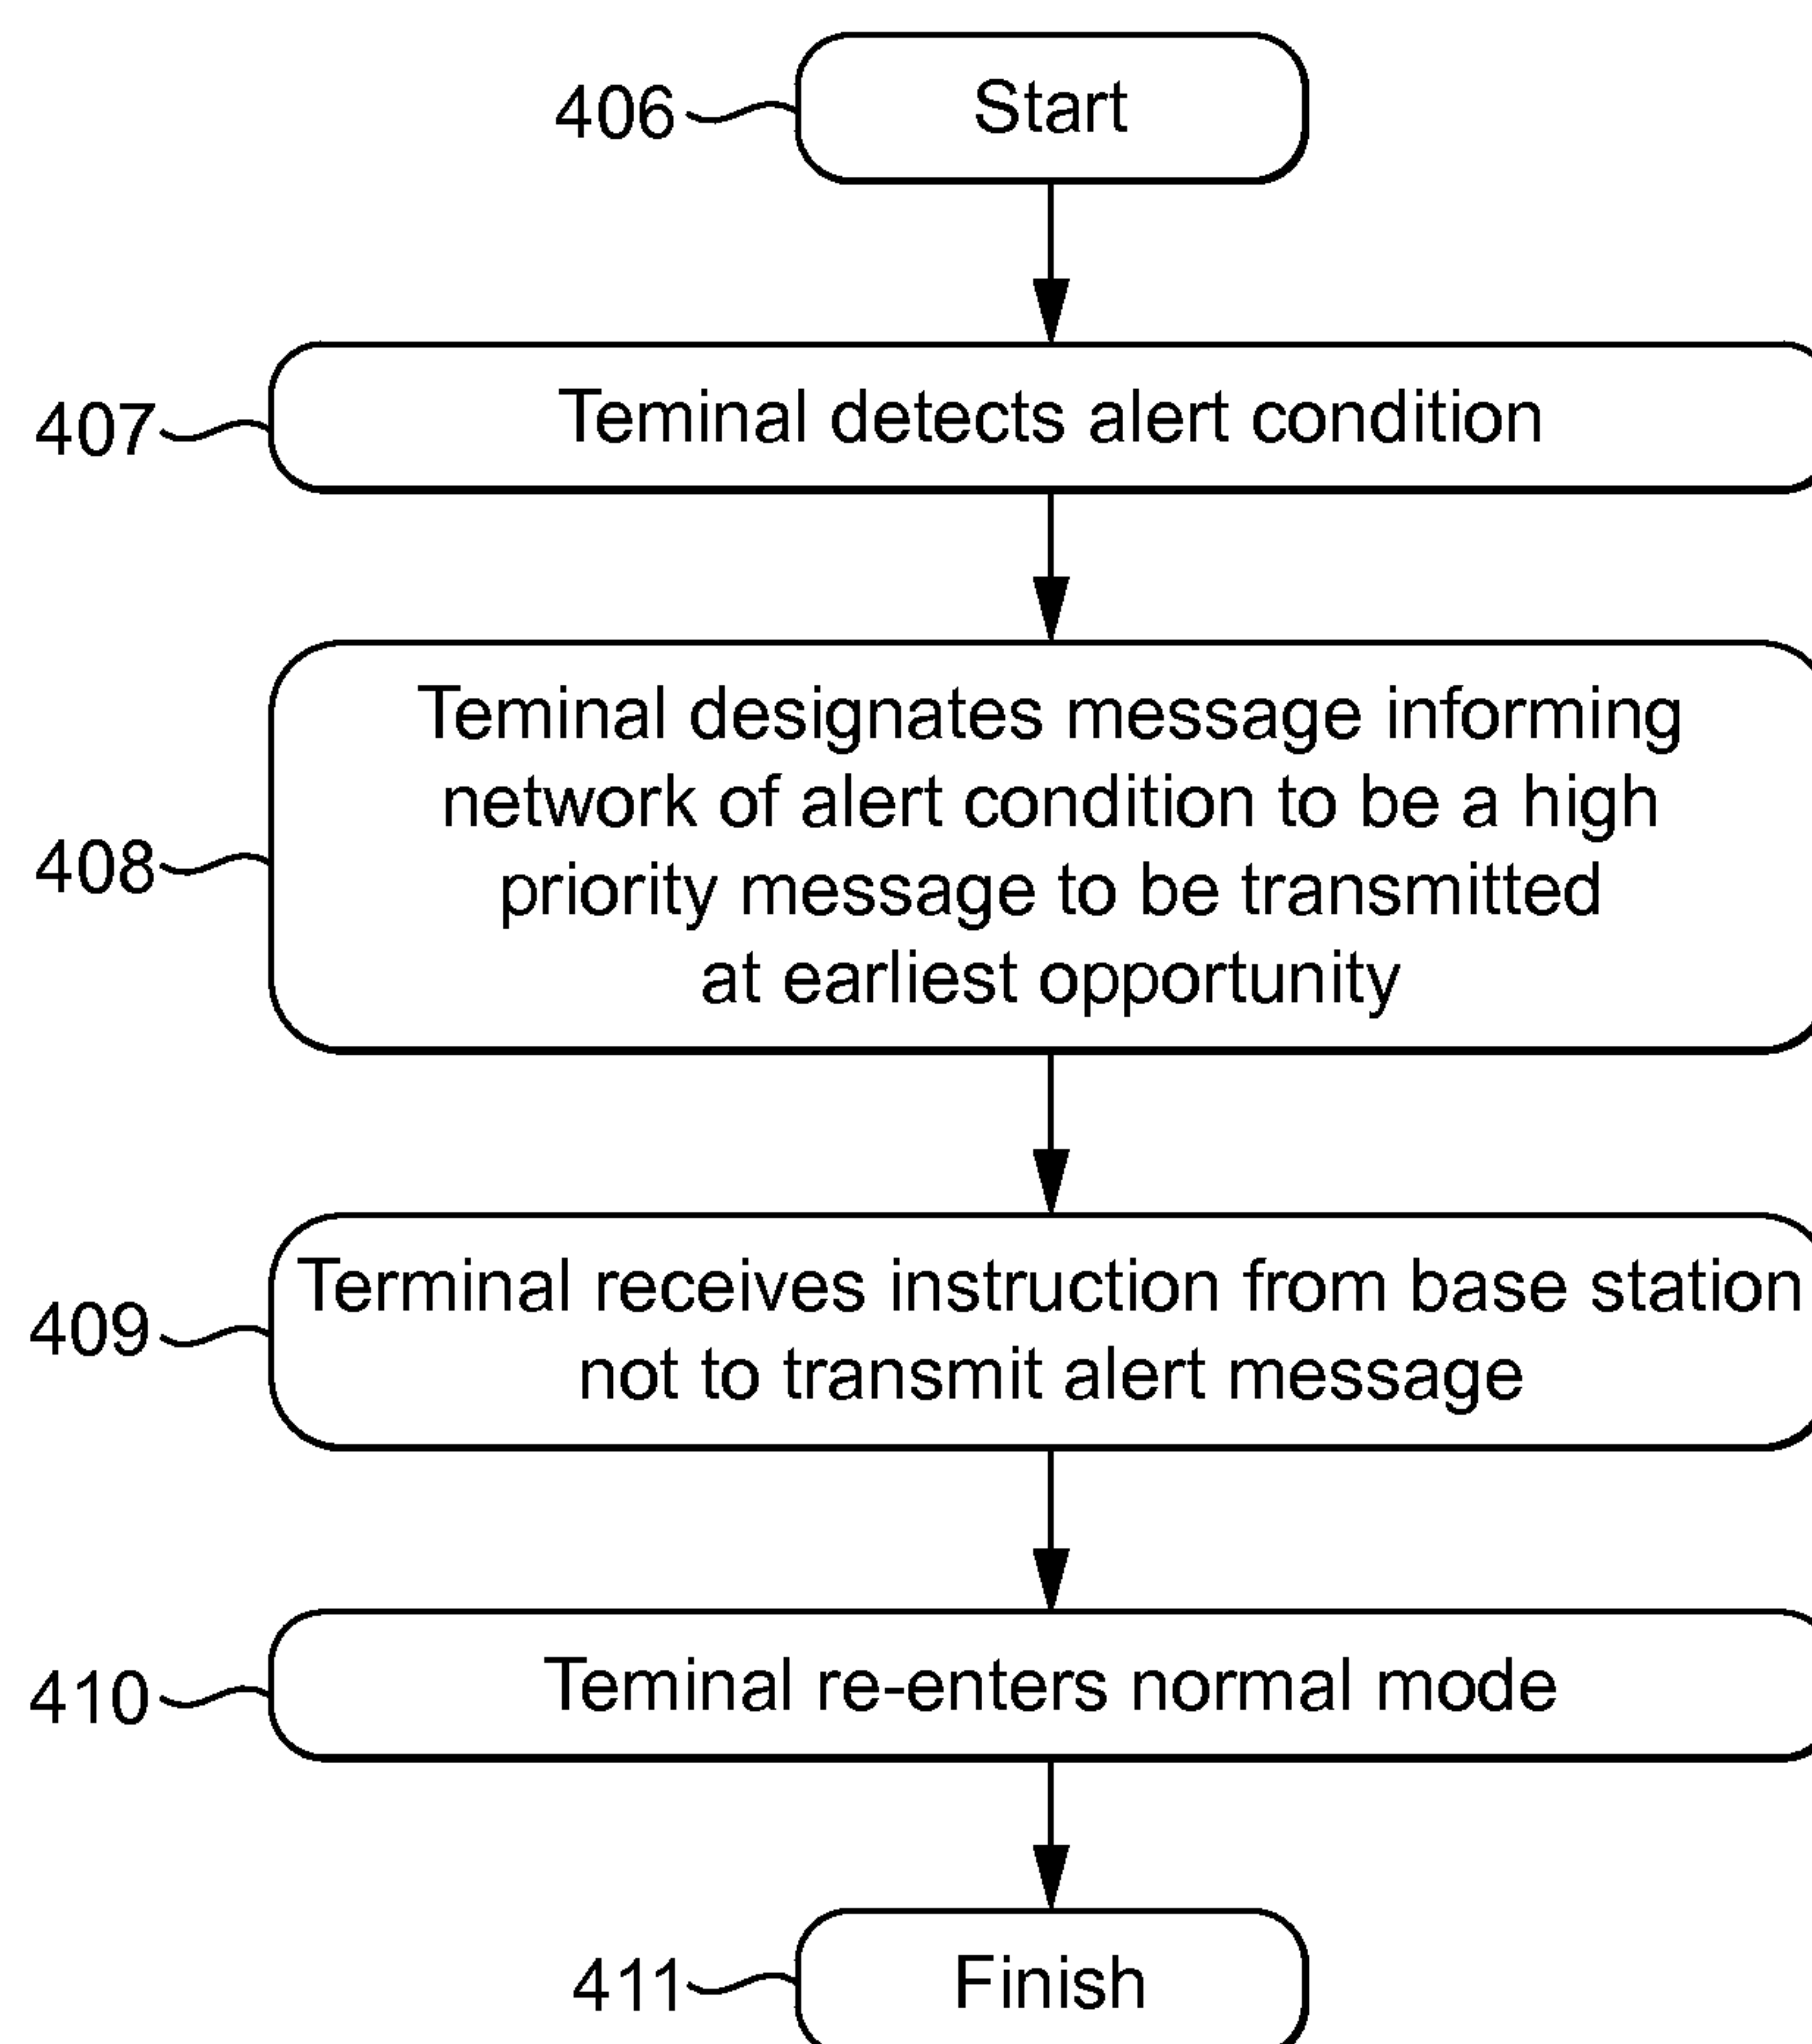 406
Start
407
Teminal detects alert condition
408
Teminal designates message informing
network of alert condition to be a high
priority message to be transmitted
at earliest opportunity
409
Terminal receives instruction from base station
not to transmit alert message
410
Teminal re-enters normal mode
411
Finish